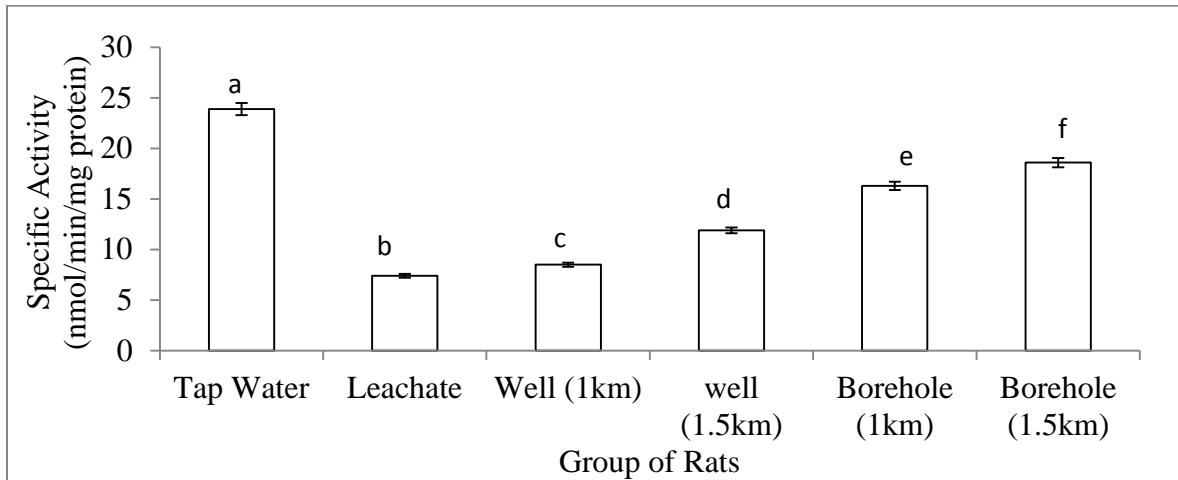 Specific Activity
(nmol/min/mg protein)
30
25
20
15
10
5
0
a
b
c
d
e
f
Tap Water
Leachate
Well (1km)
well
(1.5km)
Borehole
(1km)
Borehole
(1.5km)
Group of Rats